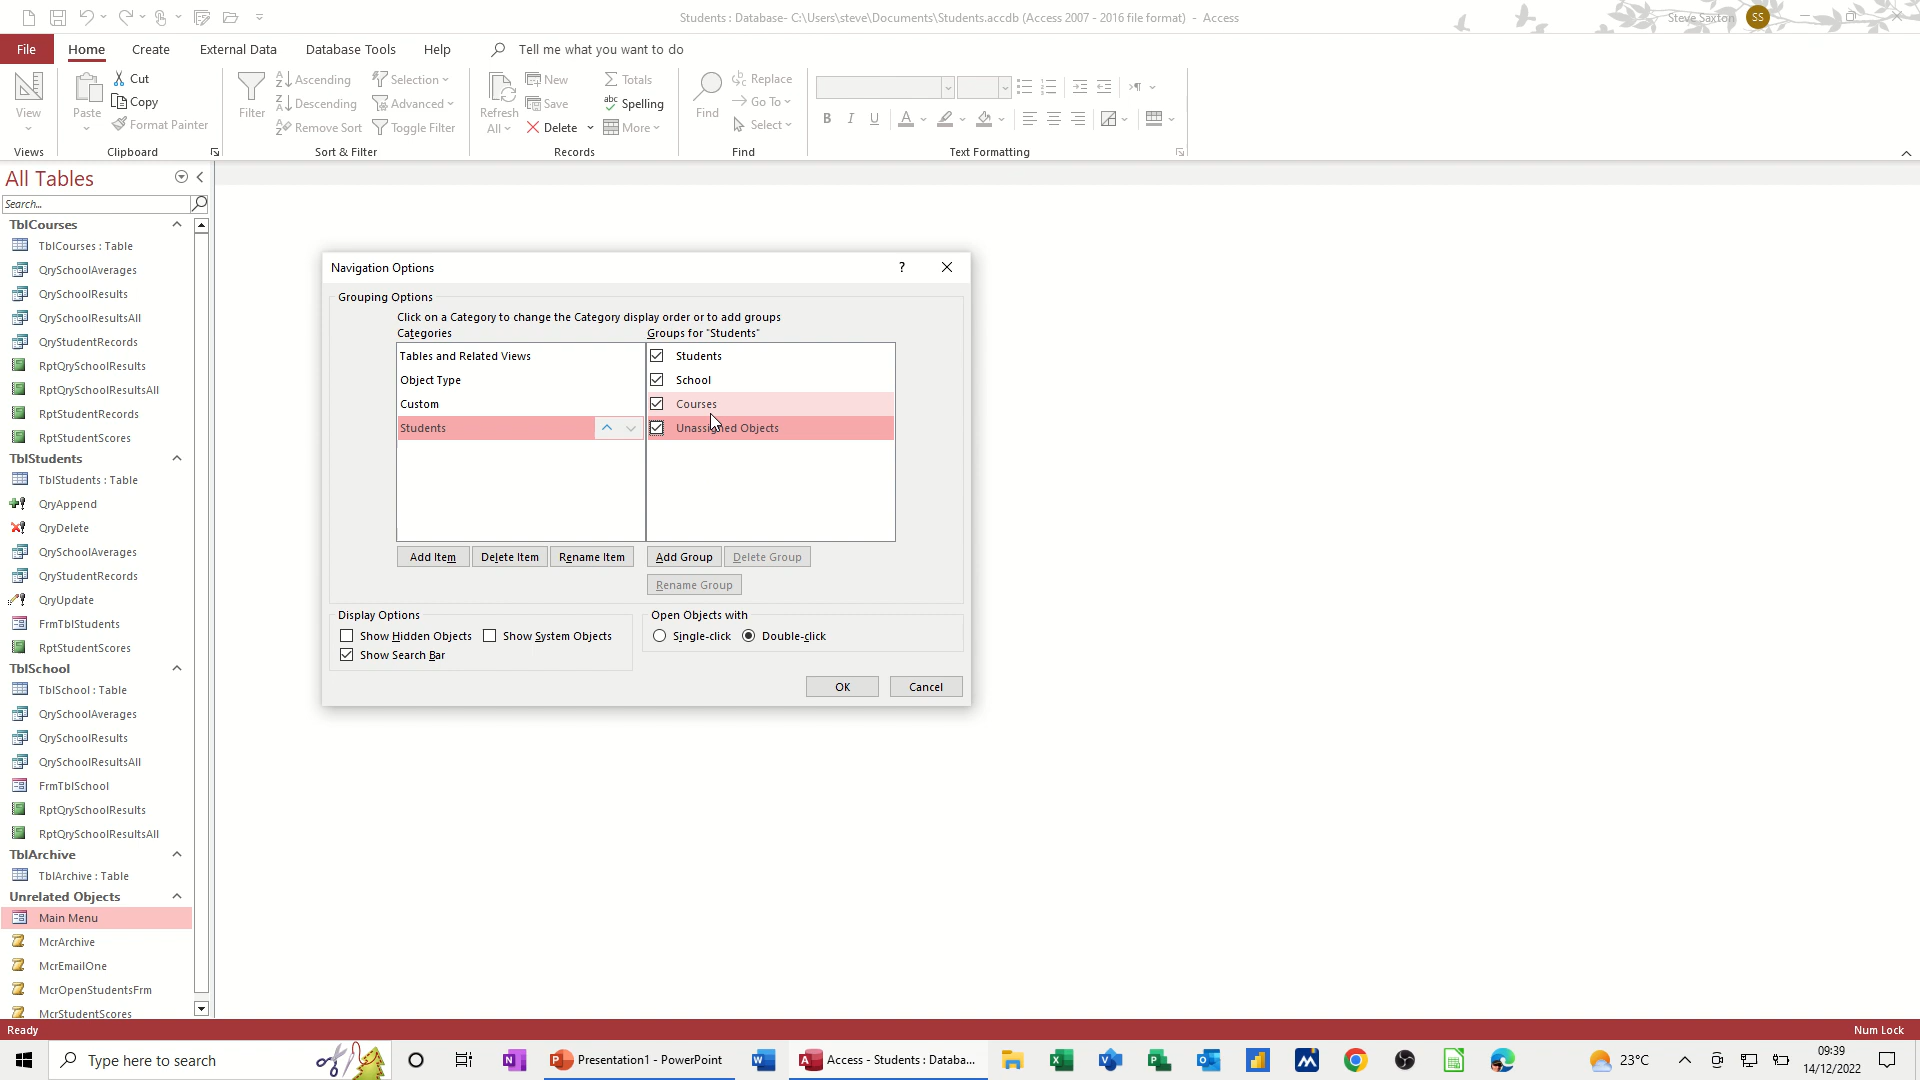 Students : Database- C:\Users\steve\Documents\Students.accdb (Access 2007 - 2016 file format) - Access
Steve Saxton
SS
File
Home
Create
External Data
Database Tools
Help
Tell me what you want to do
View
Views
Paste
Cut
Copy
Format Painter
Clipboard
Filter
Ascending
Descending
Remove Sort
Selection
Advanced
Toggle Filter
Sort & Filter
Refresh
All
New
Save
Delete
Totals
Spelling
More
Records
Find
Replace
Go To
Select
Find
B I U
Text Formatting
All Tables
Search...
TblCourses
TblCourses : Table
QrySchoolAverages
QrySchoolResults
QrySchoolResultsAll
QryStudentRecords
RptQrySchoolResults
RptQrySchoolResultsAll
RptStudentRecords
RptStudentScores
TblStudents
TblStudents : Table
QryAppend
QryDelete
QrySchoolAverages
QryStudentRecords
QryUpdate
FrmTblStudents
RptStudentScores
TblSchool
TblSchool : Table
QrySchoolAverages
QrySchoolResults
QrySchoolResultsAll
FrmTblSchool
RptQrySchoolResults
RptQrySchoolResultsAll
TblArchive
TblArchive : Table
Unrelated Objects
Main Menu
McrArchive
McrEmailOne
McrOpenStudentsFrm
McrStudentScores
Navigation Options
?
Grouping Options
Click on a Category to change the Category display order or to add groups
Categories
Groups for "Students"
Tables and Related Views
Object Type
Custom
Students
Students
School
Courses
Unassigned Objects
Add Item
Delete Item
Rename Item
Add Group
Delete Group
Rename Group
Display Options
Show Hidden Objects
Show System Objects
Show Search Bar
Open Objects with
Single-click
Double-click
OK
Cancel
Ready
Num Lock
Type here to search
Presentation1 - PowerPoint
Access - Students : Databa...
23°C
09:39
14/12/2022